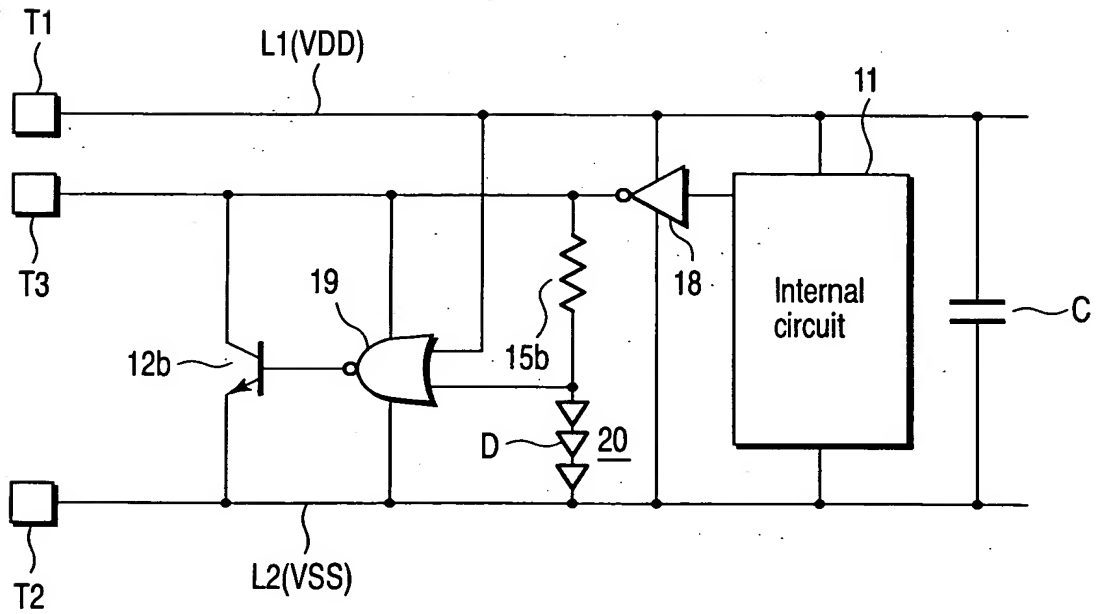 T1
L1(VDD)
11
T3
19
18
Internal
circuit
C
12b
15b
D
20
T2
L2(VSS)